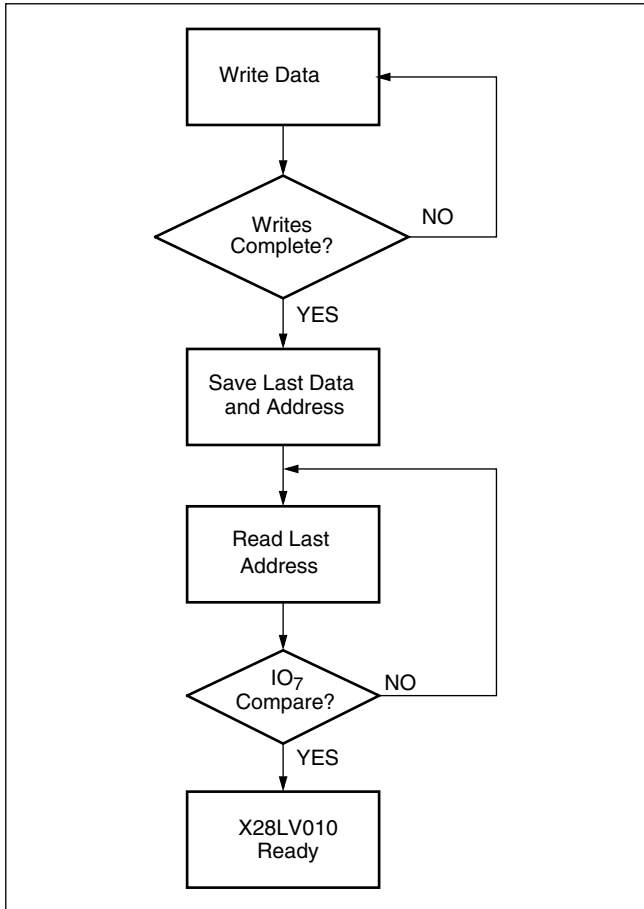 Write Data
Writes
Complete?
NO
YES
Save Last Data
and Address
Read Last
Address
IO₇
Compare?
NO
YES
X28LV010
Ready